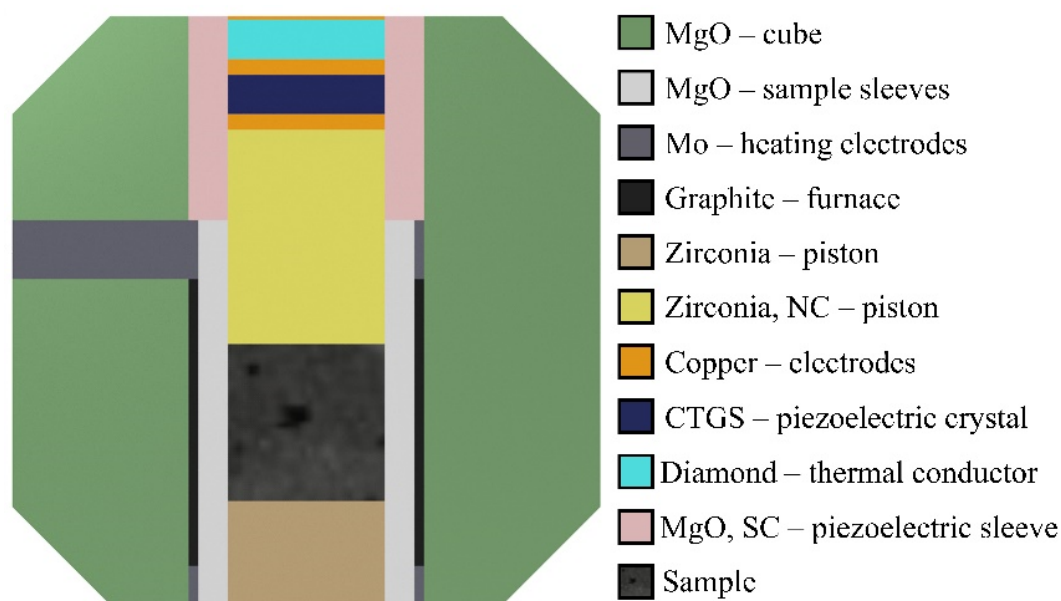 MgO – cube
MgO – sample sleeves
Mo – heating electrodes
Graphite – furnace
Zirconia – piston
Zirconia, NC – piston
Copper – electrodes
CTGS – piezoelectric crystal
Diamond – thermal conductor
MgO, SC – piezoelectric sleeve
Sample